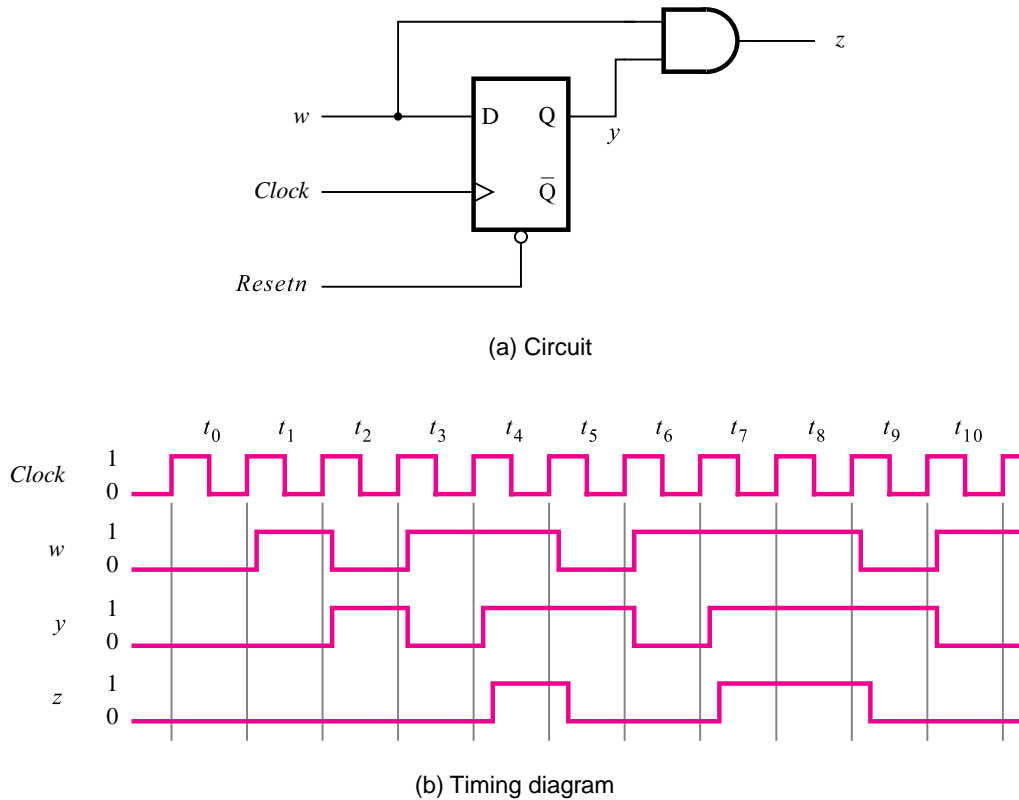 z
w
D Q
y
Clock
Q̄
Resetn
(a) Circuit
t₀ t₁ t₂ t₃ t₄ t₅ t₆ t₇ t₈ t₉ t₁₀
Clock 1
0
w 1
0
y 1
0
z 1
0
(b) Timing diagram